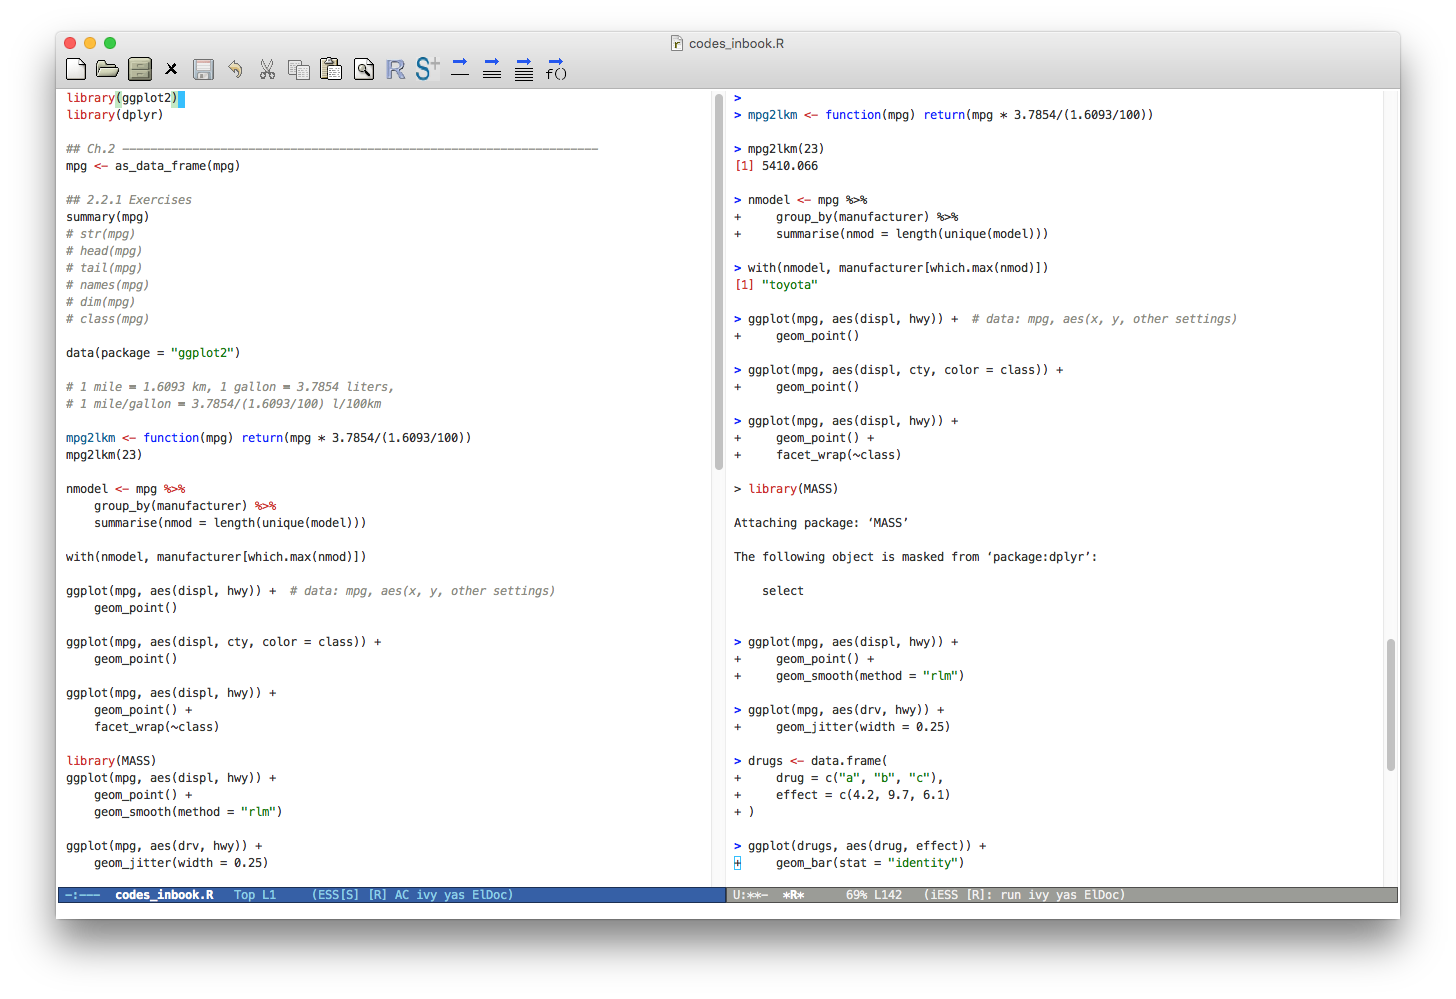 codes_inbook.R
R S+ f()
library(ggplot2)
library(dplyr)
## Ch.2 --------------------------------------------------------------------
mpg <- as_data_frame(mpg)
## 2.2.1 Exercises
summary(mpg)
# str(mpg)
# head(mpg)
# tail(mpg)
# names(mpg)
# dim(mpg)
# class(mpg)
data(package = "ggplot2")
# 1 mile = 1.6093 km, 1 gallon = 3.7854 liters,
# 1 mile/gallon = 3.7854/(1.6093/100) l/100km
mpg2lkm <- function(mpg) return(mpg * 3.7854/(1.6093/100))
mpg2lkm(23)
nmodel <- mpg %>%
    group_by(manufacturer) %>%
    summarise(nmod = length(unique(model)))
with(nmodel, manufacturer[which.max(nmod)])
ggplot(mpg, aes(displ, hwy)) +  # data: mpg, aes(x, y, other settings)
    geom_point()
ggplot(mpg, aes(displ, cty, color = class)) +
    geom_point()
ggplot(mpg, aes(displ, hwy)) +
    geom_point() +
    facet_wrap(~class)
library(MASS)
ggplot(mpg, aes(displ, hwy)) +
    geom_point() +
    geom_smooth(method = "rlm")
ggplot(mpg, aes(drv, hwy)) +
    geom_jitter(width = 0.25)
-:---  codes_inbook.R   Top L1     (ESS[S] [R] AC ivy yas ElDoc)
>
> mpg2lkm <- function(mpg) return(mpg * 3.7854/(1.6093/100))
> mpg2lkm(23)
[1] 5410.066
> nmodel <- mpg %>%
+     group_by(manufacturer) %>%
+     summarise(nmod = length(unique(model)))
> with(nmodel, manufacturer[which.max(nmod)])
[1] "toyota"
> ggplot(mpg, aes(displ, hwy)) +  # data: mpg, aes(x, y, other settings)
+     geom_point()
> ggplot(mpg, aes(displ, cty, color = class)) +
+     geom_point()
> ggplot(mpg, aes(displ, hwy)) +
+     geom_point() +
+     facet_wrap(~class)
> library(MASS)
Attaching package: ‘MASS’
The following object is masked from ‘package:dplyr’:
    select
> ggplot(mpg, aes(displ, hwy)) +
+     geom_point() +
+     geom_smooth(method = "rlm")
> ggplot(mpg, aes(drv, hwy)) +
+     geom_jitter(width = 0.25)
> drugs <- data.frame(
+     drug = c("a", "b", "c"),
+     effect = c(4.2, 9.7, 6.1)
+ )
> ggplot(drugs, aes(drug, effect)) +
+     geom_bar(stat = "identity")
U:**-  *R*      69% L142   (iESS [R]: run ivy yas ElDoc)